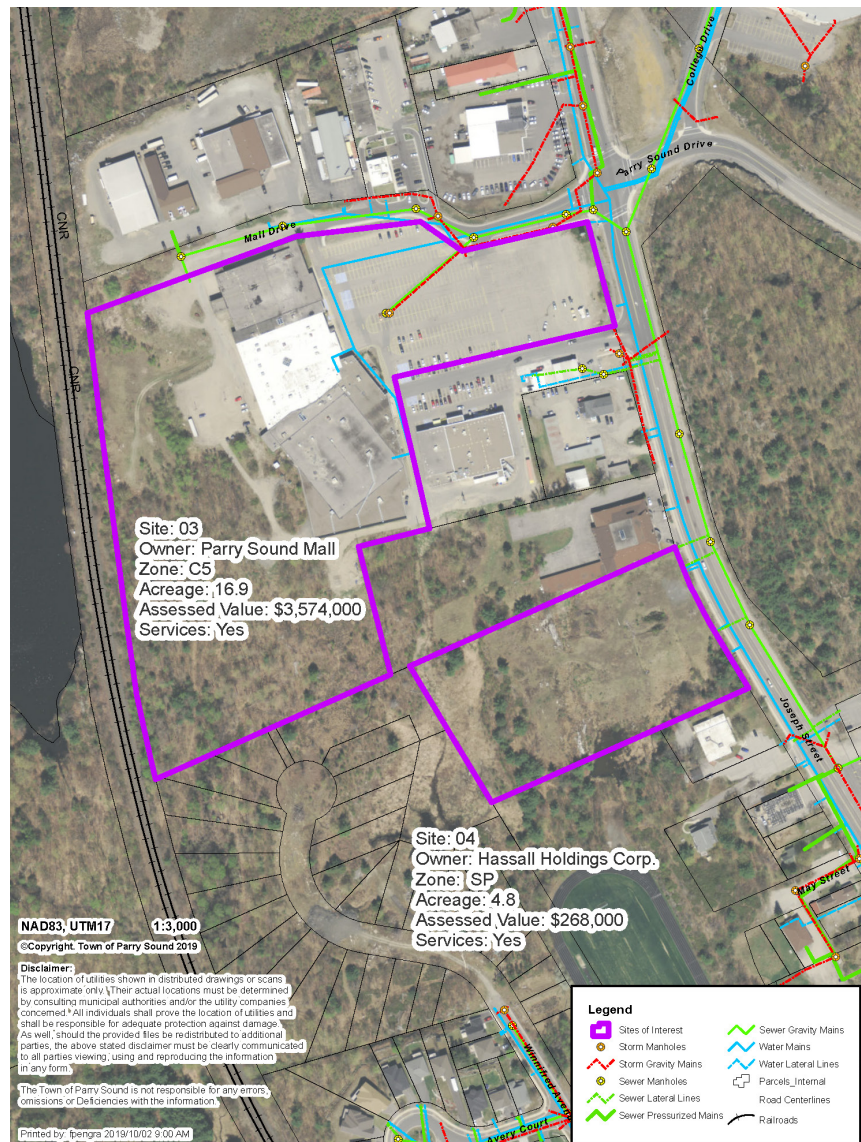 College Drive
Parry Sound Drive
CNR
Mall Drive
CNR
Site: 03
Owner: Parry Sound Mall
Zone: C5
Acreage: 16.9
Assessed Value: $3,574,000
Services: Yes
Joseph Street
Site: 04
Owner: Hassall Holdings Corp.
Zone: SP
Acreage: 4.8
Assessed Value: $268,000
Services: Yes
May Street
NAD83, UTM17 1:3,000
©Copyright. Town of Parry Sound 2019
Disclaimer:
The location of utilities shown in distributed drawings or scans
is approximate only. Their actual locations must be determined
by consulting municipal authorities and/or the utility companies
concerned. All individuals shall prove the location of utilities and
shall be responsible for adequate protection against damage.
As well, should the provided files be redistributed to additional
parties, the above stated disclaimer must be clearly communicated
to all parties viewing, using and reproducing the information
in any form.
The Town of Parry Sound is not responsible for any errors,
omissions or Deficiencies with the information.
Printed by: fpengra 2019/10/02 9:00 AM
Winnifred Avenu
Avery Court
Legend
Sites of Interest
Storm Manholes
Storm Gravity Mains
Sewer Manholes
Sewer Lateral Lines
Sewer Pressurized Mains
Sewer Gravity Mains
Water Mains
Water Lateral Lines
Parcels_Internal
Road Centerlines
Railroads